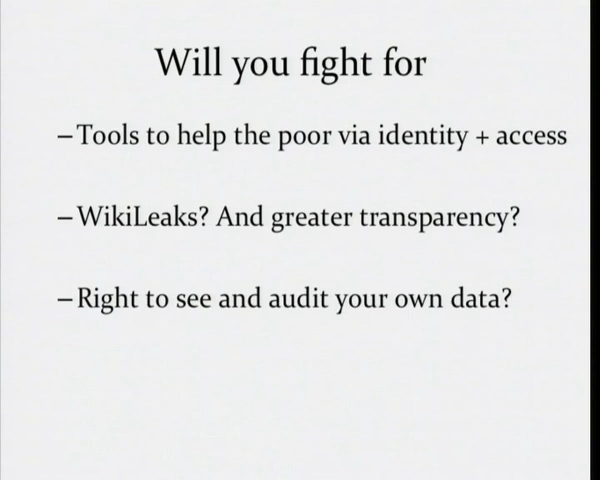 Will you fight for
– Tools to help the poor via identity + access
– WikiLeaks? And greater transparency?
– Right to see and audit your own data?